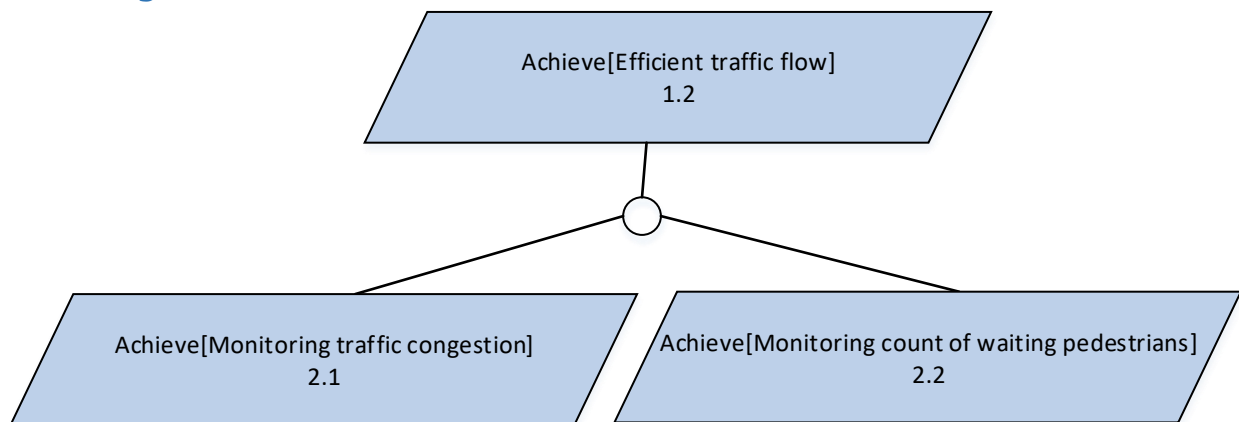 Achieve[Efficient traffic flow]
1.2
Achieve[Monitoring traffic congestion]
2.1
Achieve[Monitoring count of waiting pedestrians]
2.2